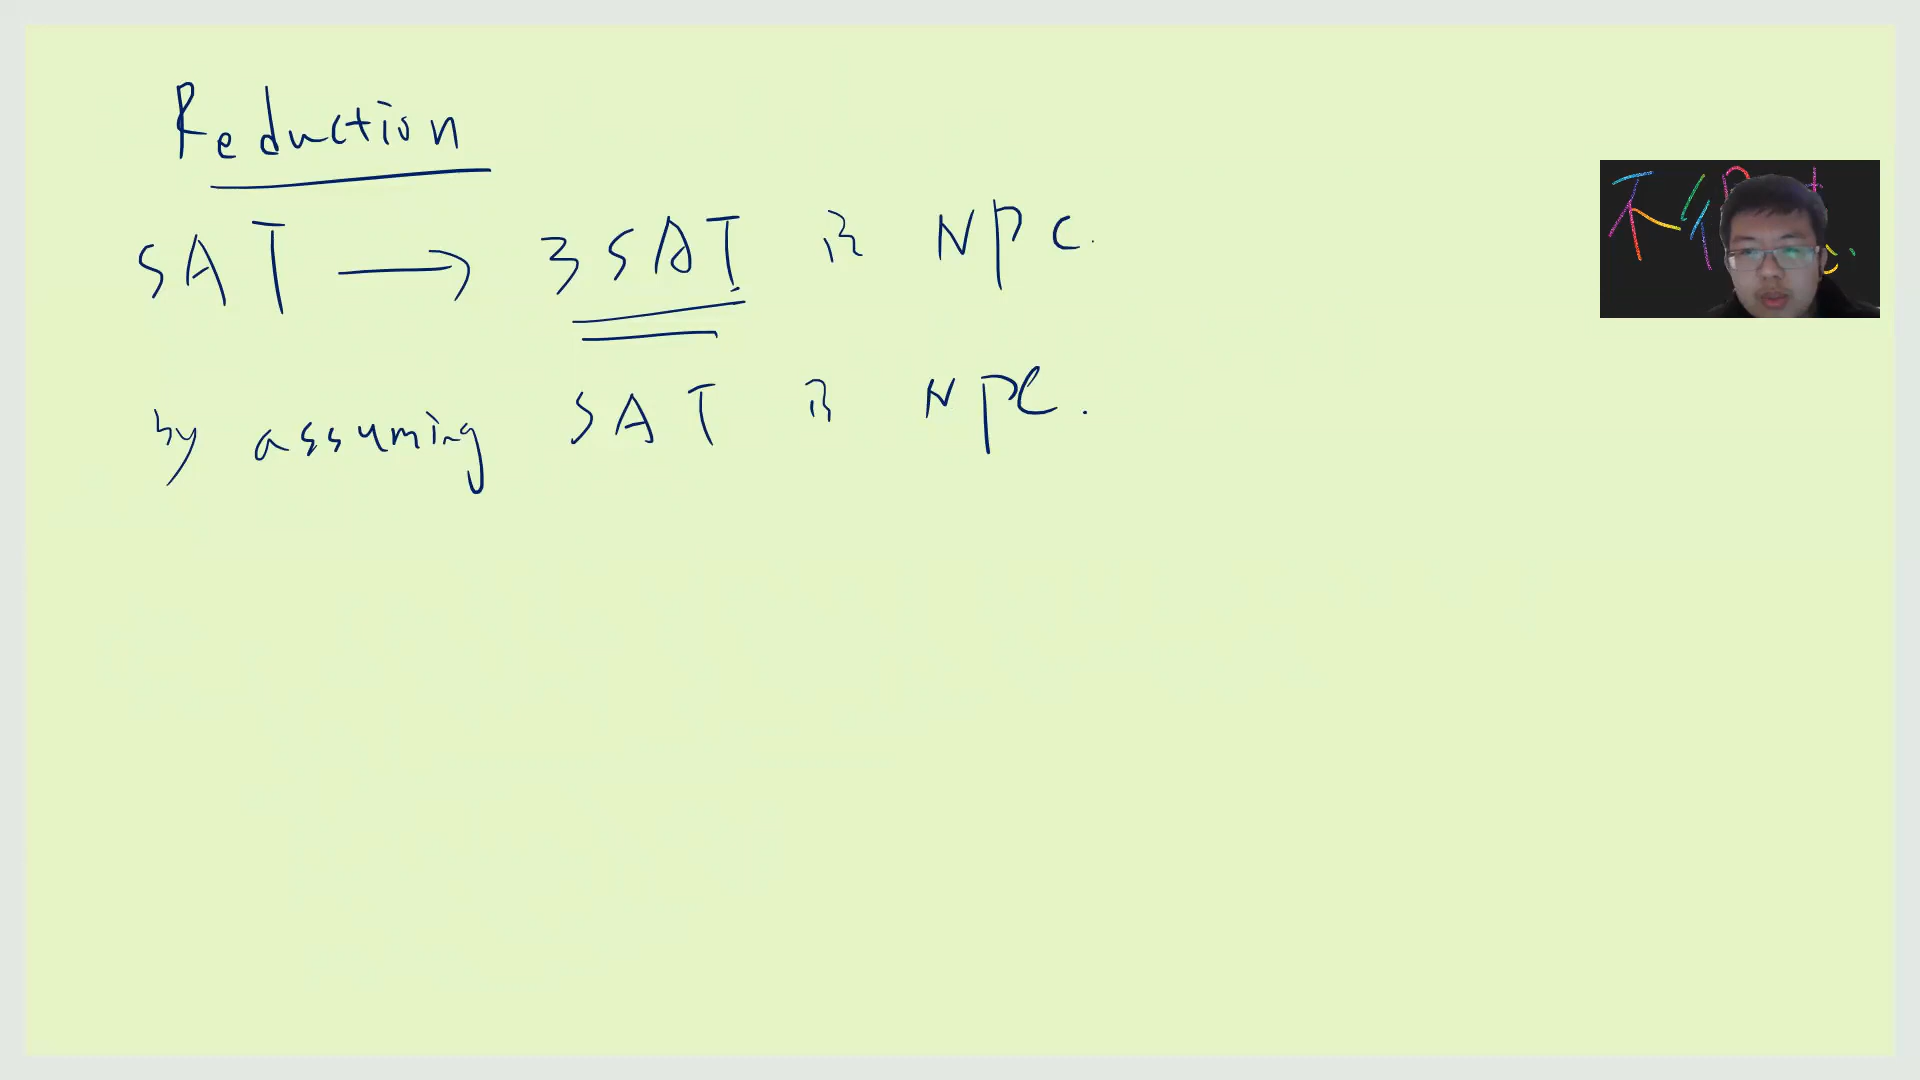 Reduction
SAT → 3SAT is NPC.
by assuming SAT is NPC.